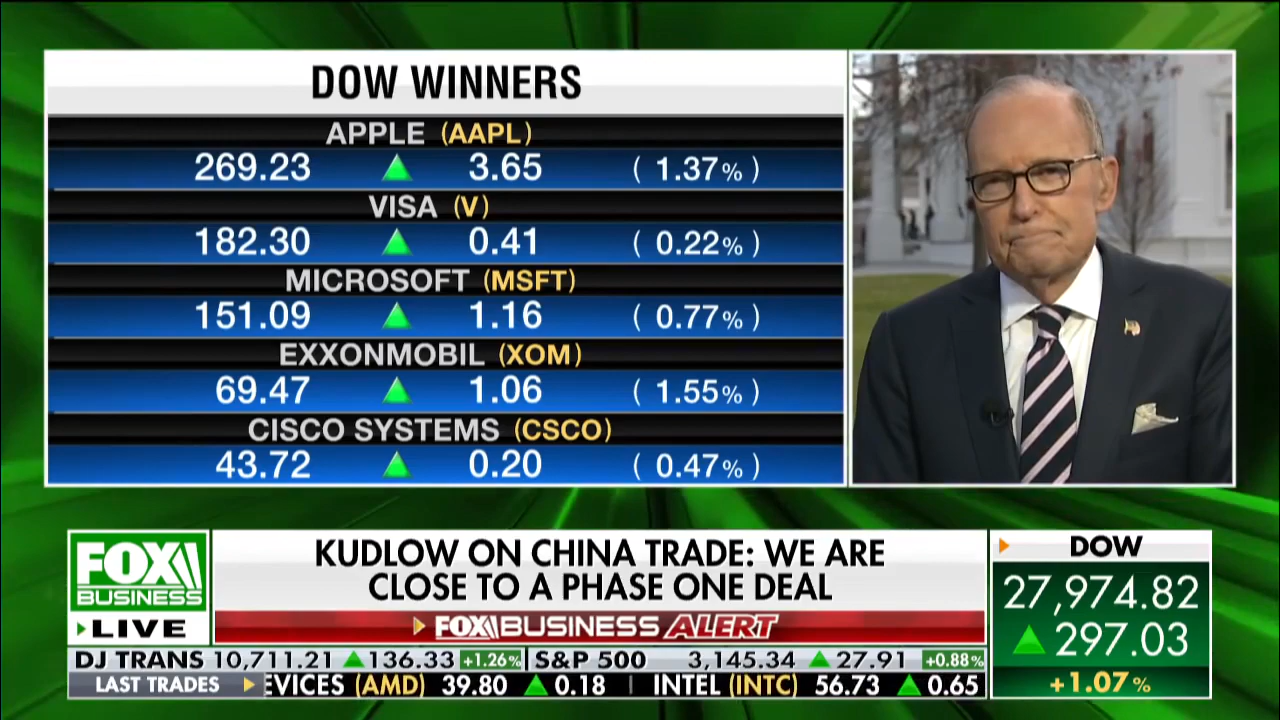 DOW WINNERS
APPLE (AAPL)
269.23 ▲ 3.65 (1.37%)
VISA (V)
182.30 ▲ 0.41 (0.22%)
MICROSOFT (MSFT)
151.09 ▲ 1.16 (0.77%)
EXXONMOBIL (XOM)
69.47 ▲ 1.06 (1.55%)
CISCO SYSTEMS (CSCO)
43.72 ▲ 0.20 (0.47%)
FOX BUSINESS
LIVE
KUDLOW ON CHINA TRADE: WE ARE
CLOSE TO A PHASE ONE DEAL
FOX BUSINESS ALERT
DOW
27,974.82
▲ 297.03
+1.07%
DJ TRANS 10,711.21 ▲ 136.33 +1.26% S&P 500 3,145.34 ▲ 27.91 +0.88%
LAST TRADES EVICES (AMD) 39.80 ▲ 0.18 | INTEL (INTC) 56.73 ▲ 0.65